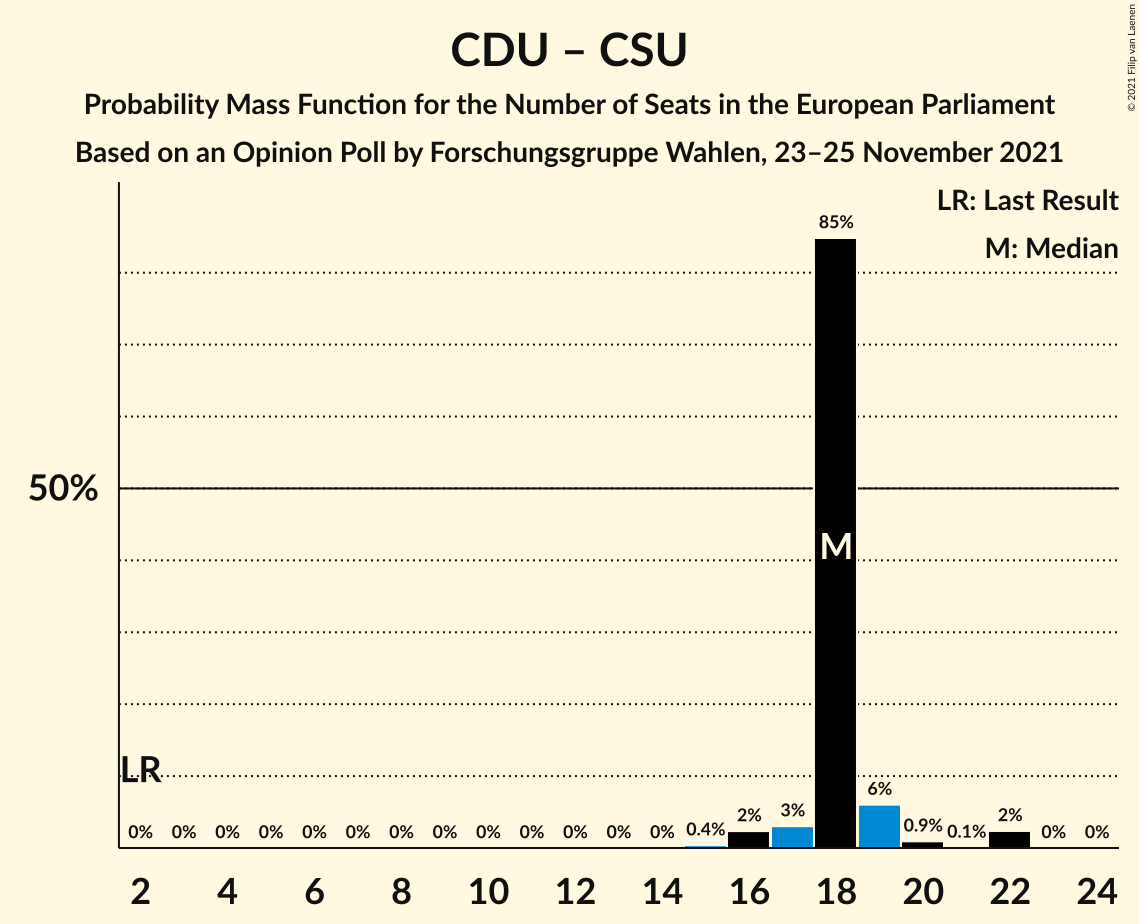 CDU – CSU
Probability Mass Function for the Number of Seats in the European Parliament
Based on an Opinion Poll by Forschungsgruppe Wahlen, 23–25 November 2021
© 2021 Filip van Laenen
LR: Last Result
M: Median
85%
50%
M
LR
0% 0% 0% 0% 0% 0% 0% 0% 0% 0% 0% 0% 0% 0.4% 2% 3% 6% 0.9% 0.1% 2% 0% 0%
2 4 6 8 10 12 14 16 18 20 22 24